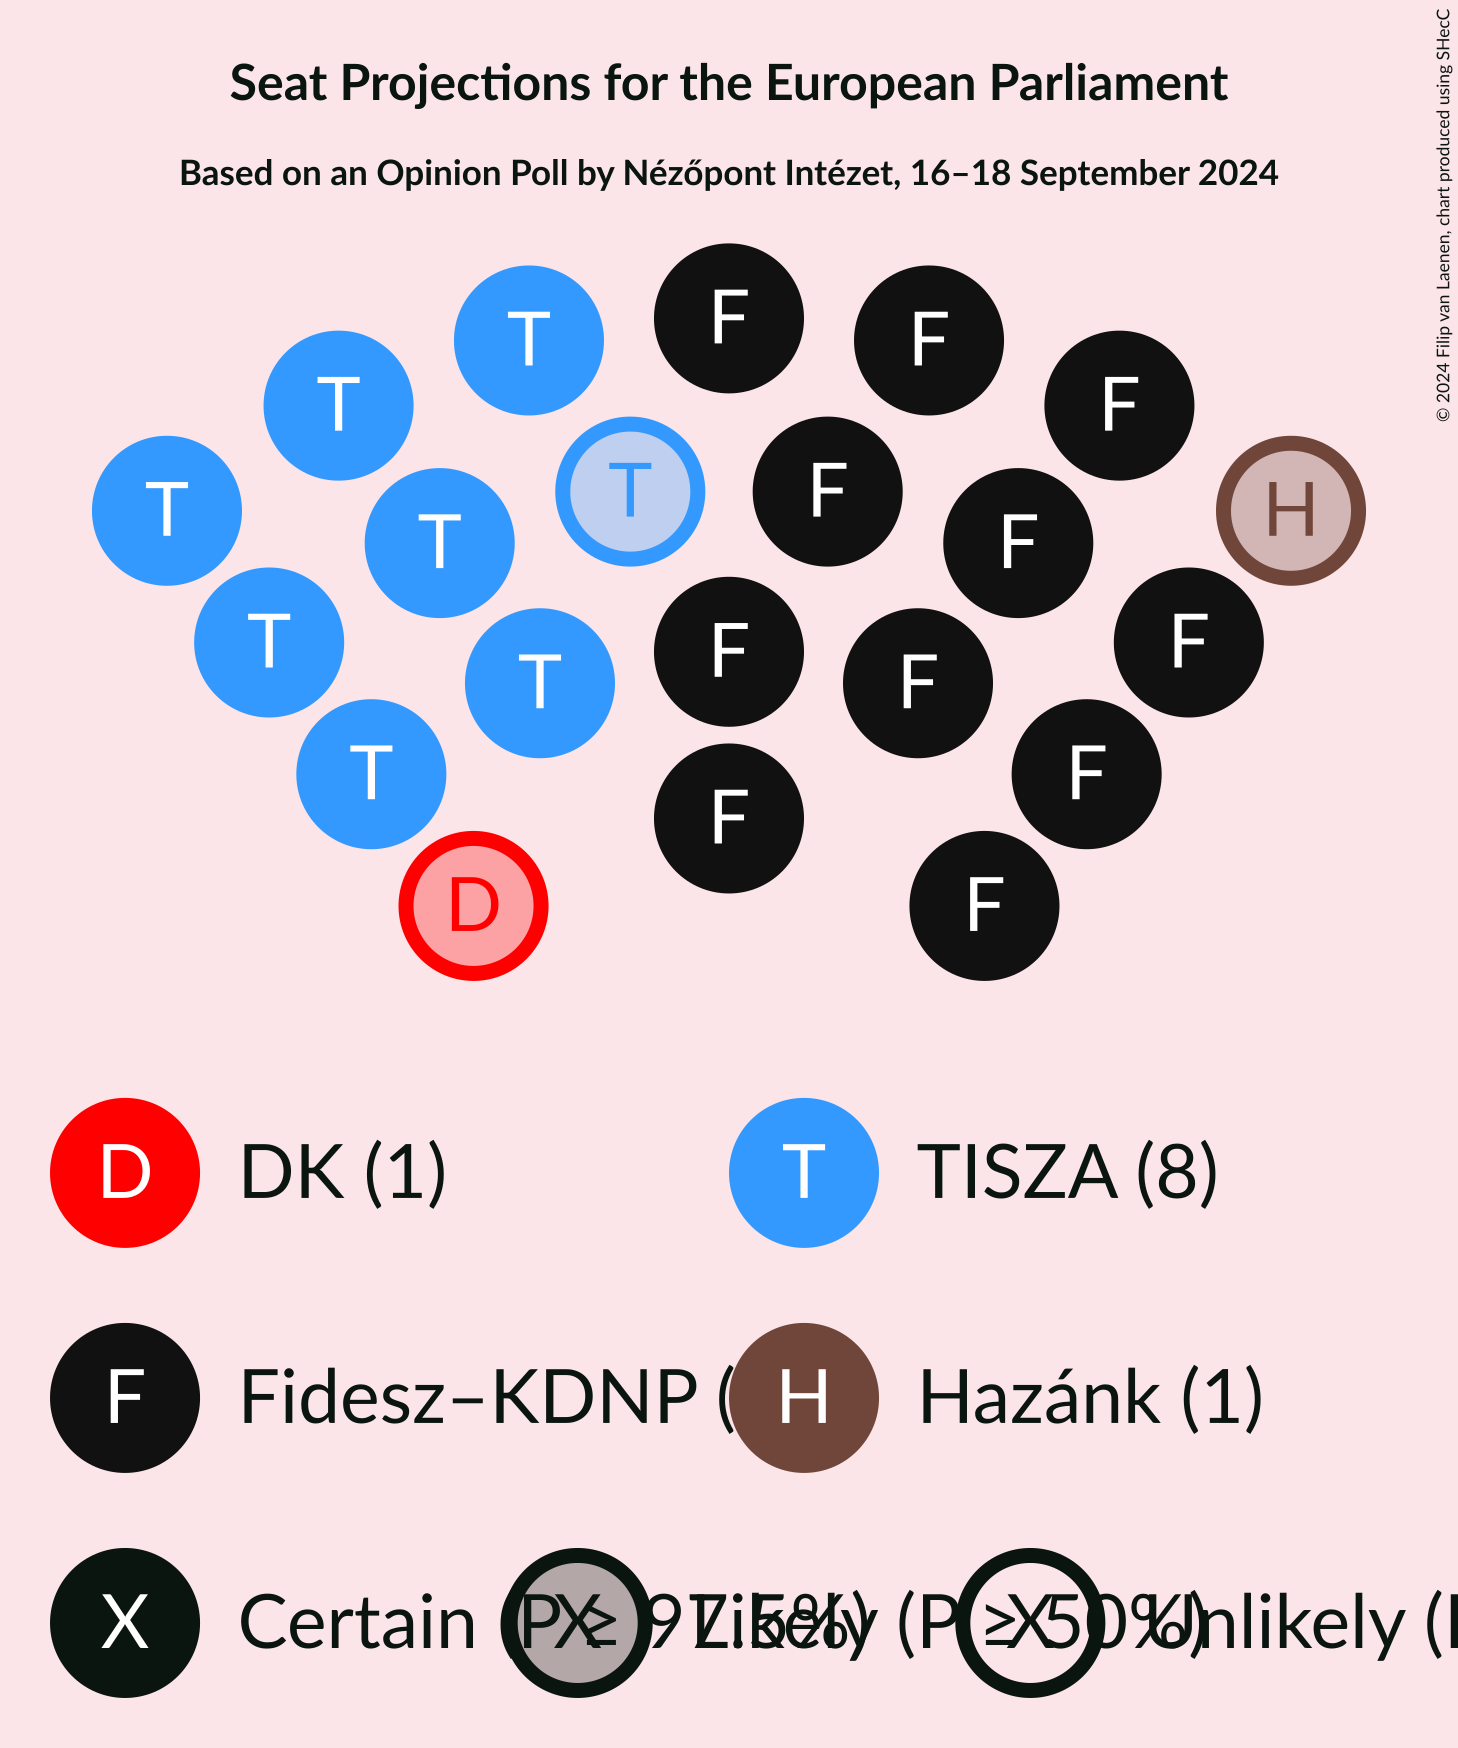 Seat Projections for the European Parliament
Based on an Opinion Poll by Nézőpont Intézet, 16–18 September 2024
© 2024 Filip van Laenen, chart produced using SHecC
F
T F
T F
T T F H
T F
T F
F
T F
T F
F
D F
D DK (1) T TISZA (8)
F Fidesz–KDNP ( H Hazánk (1)
X Certain (P ≥ 97.5%) X Likely (P ≥ 50%) X Unlikely (